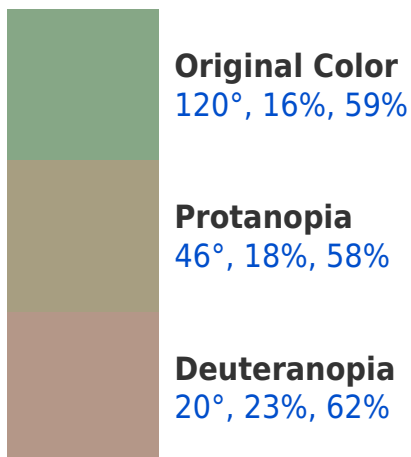 Original Color
120°, 16%, 59%
Protanopia
46°, 18%, 58%
Deuteranopia
20°, 23%, 62%